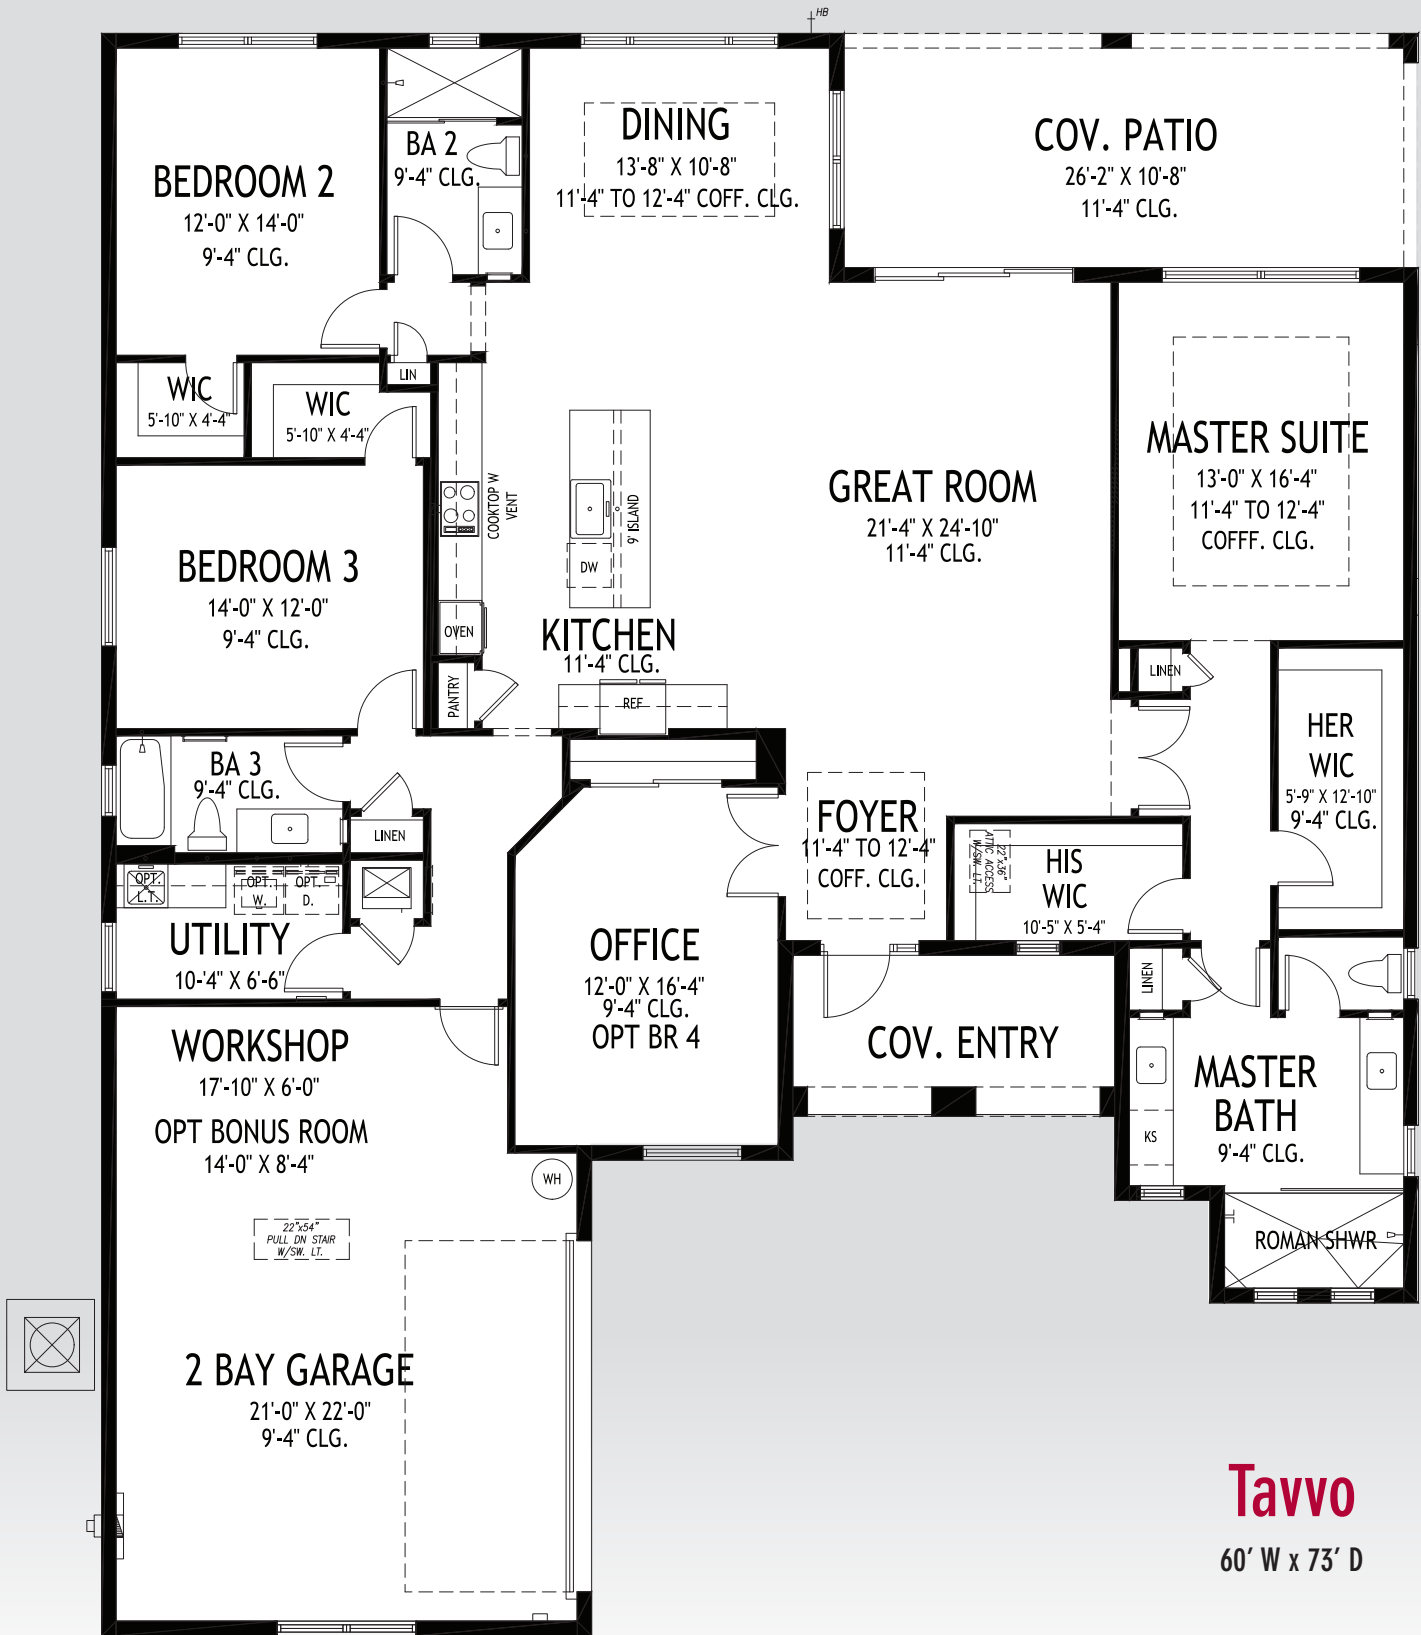 HB
BEDROOM 2
12'-0" X 14'-0"
9'-4" CLG.
BA 2
9'-4" CLG.
DINING
13'-8" X 10'-8"
11'-4" TO 12'-4" COFF. CLG.
COV. PATIO
26'-2" X 10'-8"
11'-4" CLG.
WIC
5'-10" X 4'-4"
WIC
5'-10" X 4'-4"
LIN
COOKTOP W
VENT
9' ISLAND
DW
OVEN
KITCHEN
11'-4" CLG.
PANTRY
REF
GREAT ROOM
21'-4" X 24'-10"
11'-4" CLG.
MASTER SUITE
13'-0" X 16'-4"
11'-4" TO 12'-4"
COFFF. CLG.
BEDROOM 3
14'-0" X 12'-0"
9'-4" CLG.
LINEN
HER
WIC
5'-9" X 12'-10"
9'-4" CLG.
BA 3
9'-4" CLG.
LINEN
FOYER
11'-4" TO 12'-4"
COFF. CLG.
22"x36"
ATTIC ACCESS
W/SW. LT.
HIS
WIC
10'-5" X 5'-4"
OPT.
L.T.
OPT.
W.
OPT.
D.
UTILITY
10-'4" X 6'-6"
OFFICE
12'-0" X 16'-4"
9'-4" CLG.
OPT BR 4
COV. ENTRY
LINEN
MASTER
BATH
9'-4" CLG.
KS
ROMAN SHWR
WORKSHOP
17'-10" X 6'-0"
OPT BONUS ROOM
14'-0" X 8'-4"
WH
22"x54"
PULL DN STAIR
W/SW. LT.
2 BAY GARAGE
21'-0" X 22'-0"
9'-4" CLG.
Tavvo
60' W x 73' D